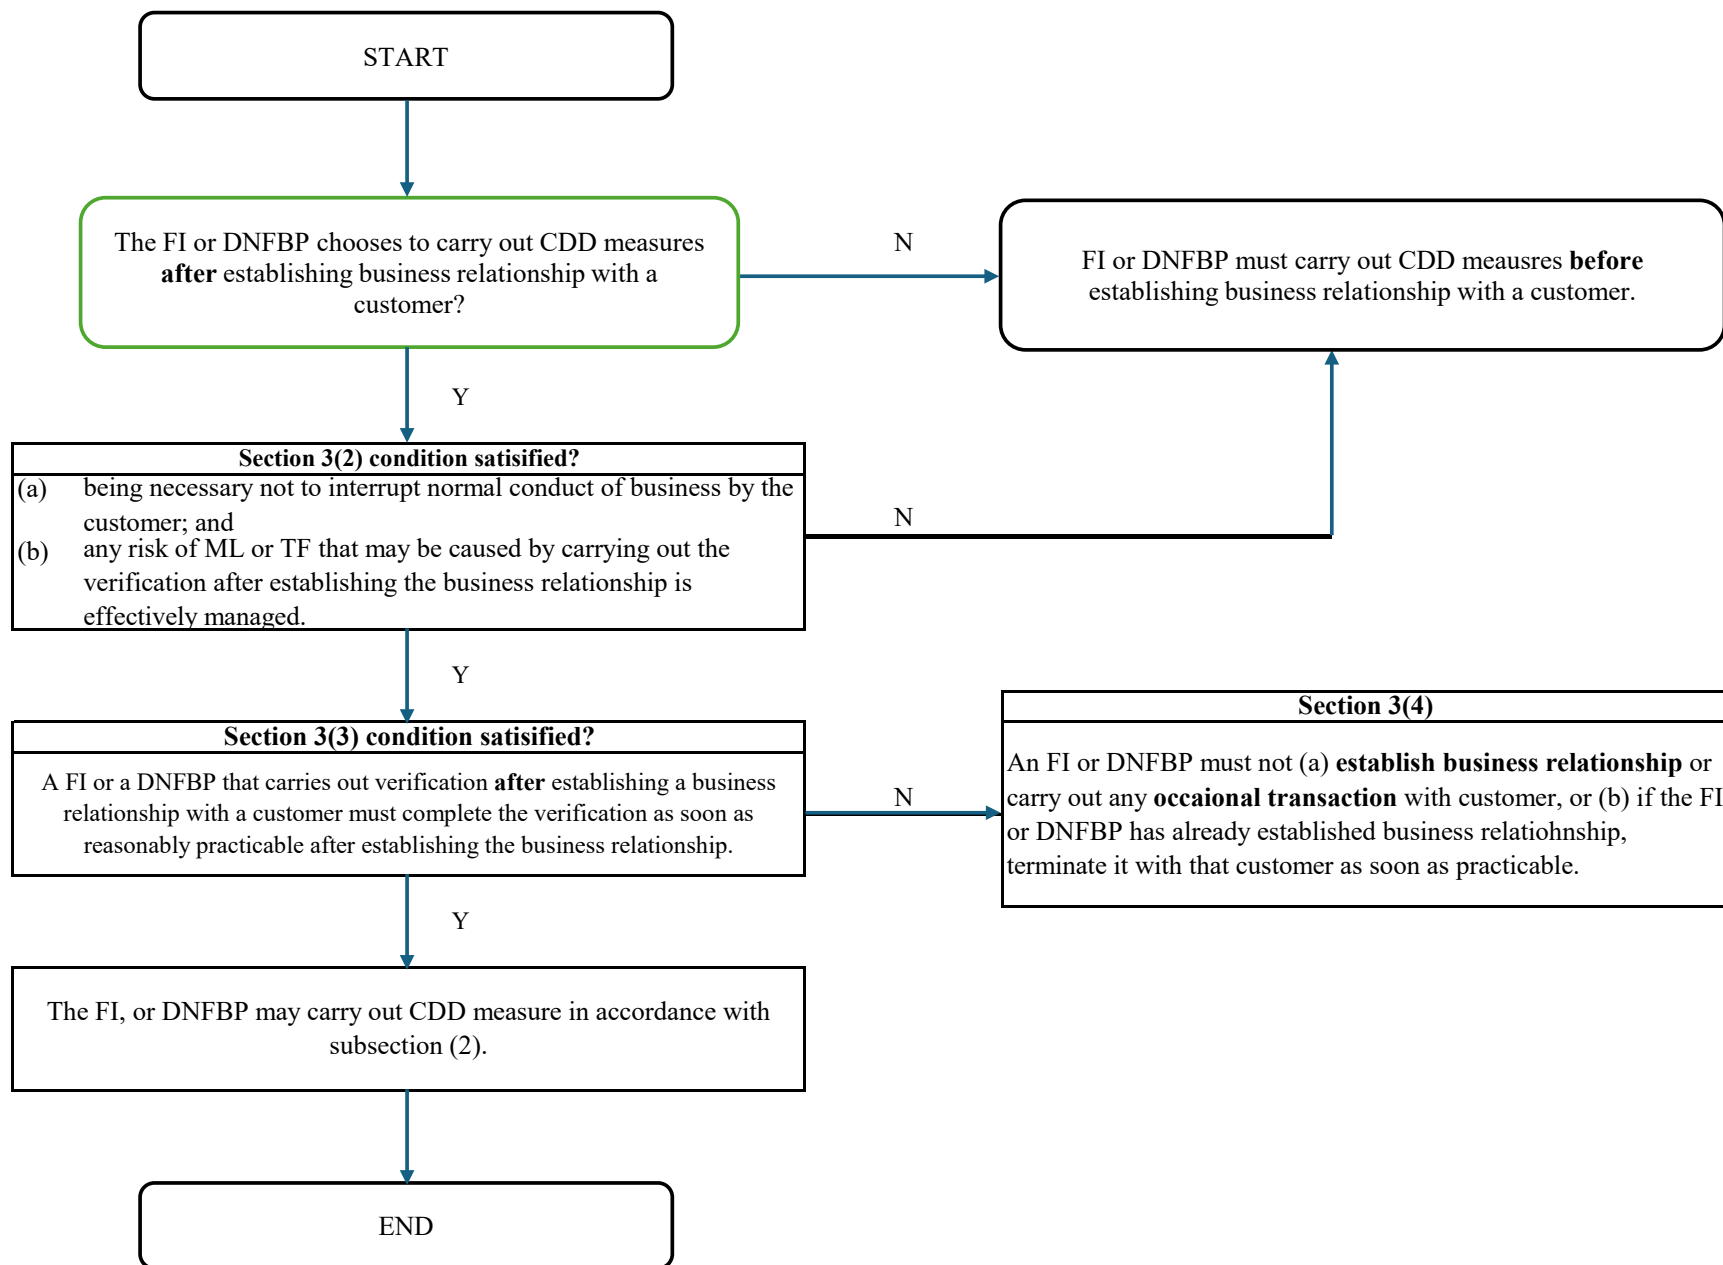 START
The FI or DNFBP chooses to carry out CDD measures
after establishing business relationship with a
customer?
N
FI or DNFBP must carry out CDD meausres before
establishing business relationship with a customer.
Y
Section 3(2) condition satisified?
(a) being necessary not to interrupt normal conduct of business by the
customer; and
(b) any risk of ML or TF that may be caused by carrying out the
verification after establishing the business relationship is
effectively managed.
N
Y
Section 3(3) condition satisified?
A FI or a DNFBP that carries out verification after establishing a business
relationship with a customer must complete the verification as soon as
reasonably practicable after establishing the business relationship.
N
Section 3(4)
An FI or DNFBP must not (a) establish business relationship or
carry out any occaional transaction with customer, or (b) if the FI
or DNFBP has already established business relatiohnship,
terminate it with that customer as soon as practicable.
Y
The FI, or DNFBP may carry out CDD measure in accordance with
subsection (2).
END